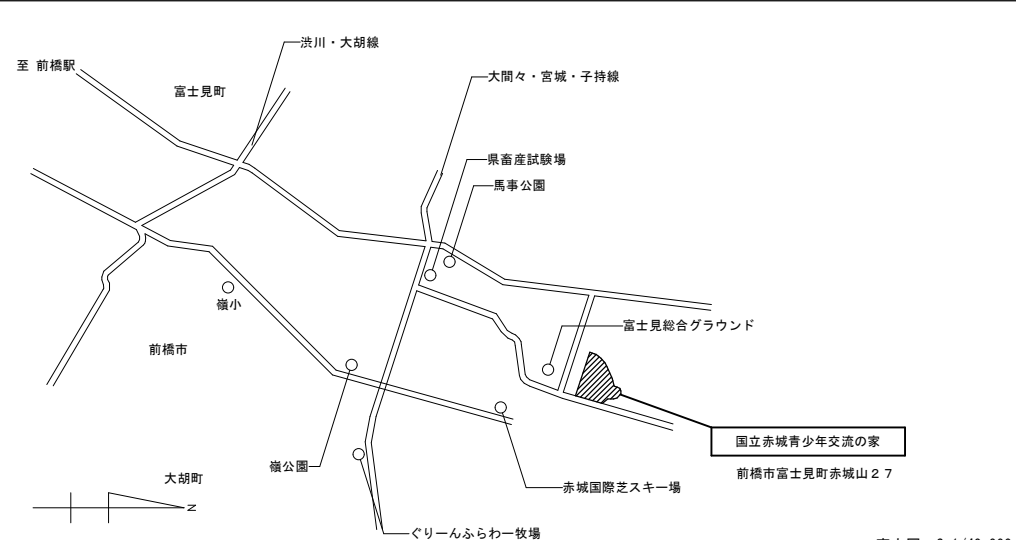 渋川・大胡線
至 前橋駅
大間々・宮城・子持線
富士見町
県畜産試験場
馬事公園
嶺小
富士見総合グラウンド
前橋市
国立赤城青少年交流の家
嶺公園
前橋市富士見町赤城山２７
大胡町
赤城国際芝スキー場
N
ぐりーんふらわー牧場